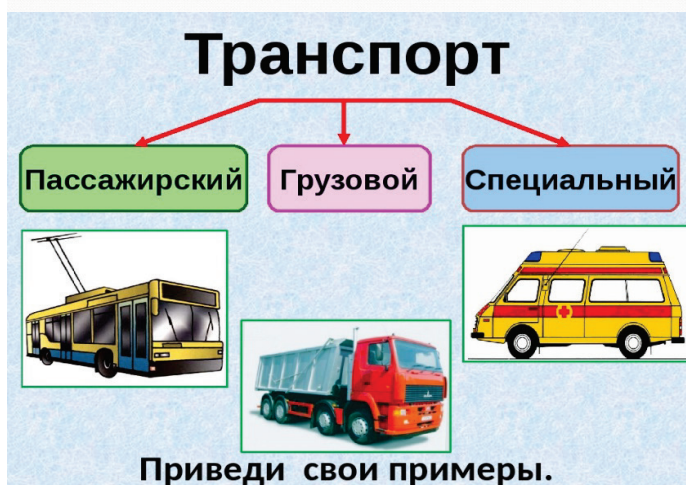 Транспорт
Пассажирский
Грузовой
Специальный
Приведи свои примеры.